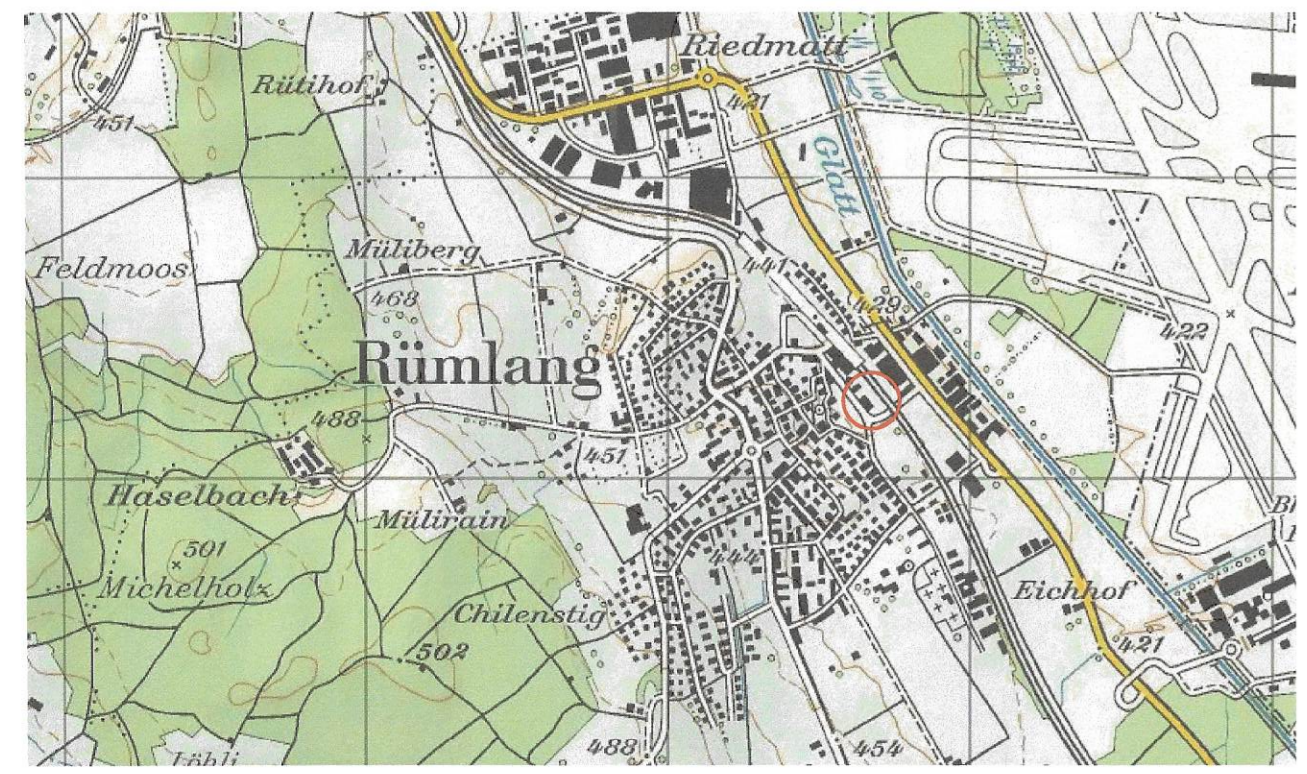 Riedmatt
Rütihof
421
451
Glatt
Müliberg
441
Feldmoos
468
429
422
Rümlang
488
451
Haselbach
Mülirain
501
444
Michelholz
Eichhof
Chilenstig
502
421
488
454